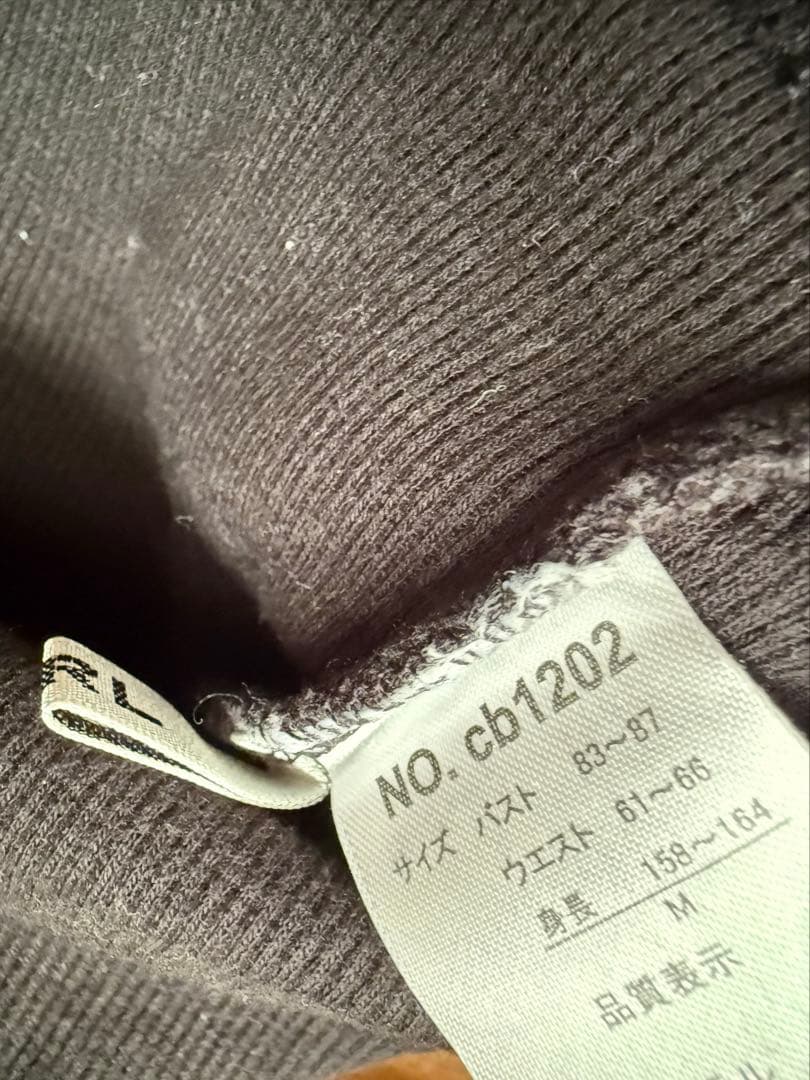 NO. cb1202
サイズ バスト 83～87
ウエスト 61～66
身長 158～164
M
品質表示